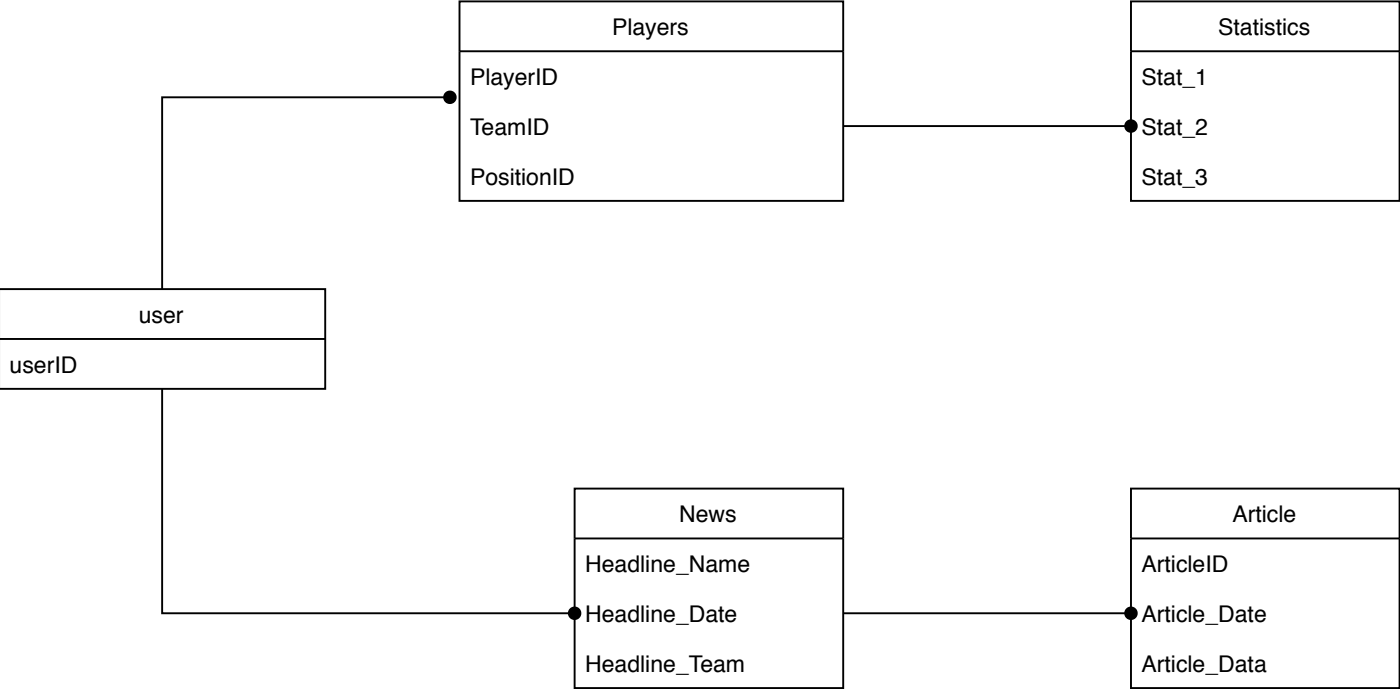 Players
PlayerID
TeamID
PositionID
Statistics
Stat_1
Stat_2
Stat_3
user
userID
News
Headline_Name
Headline_Date
Headline_Team
Article
ArticleID
Article_Date
Article_Data